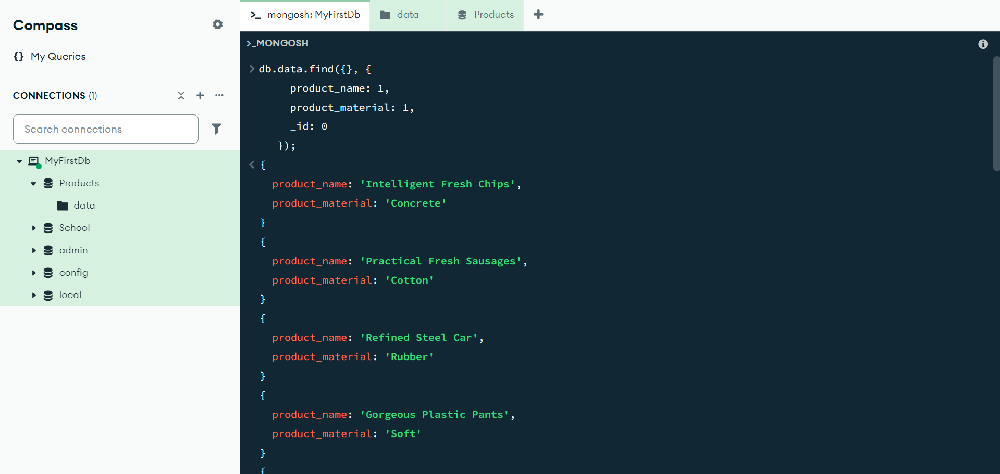 Compass
My Queries
CONNECTIONS (1)
Search connections
MyFirstDb
Products
data
School
admin
config
local
mongosh: MyFirstDb
data
Products
>_MONGOSH
db.data.find({}, {
product_name: 1,
product_material: 1,
_id: 0
});
{
product_name: 'Intelligent Fresh Chips',
product_material: 'Concrete'
}
{
product_name: 'Practical Fresh Sausages',
product_material: 'Cotton'
}
{
product_name: 'Refined Steel Car',
product_material: 'Rubber'
}
{
product_name: 'Gorgeous Plastic Pants',
product_material: 'Soft'
}
{